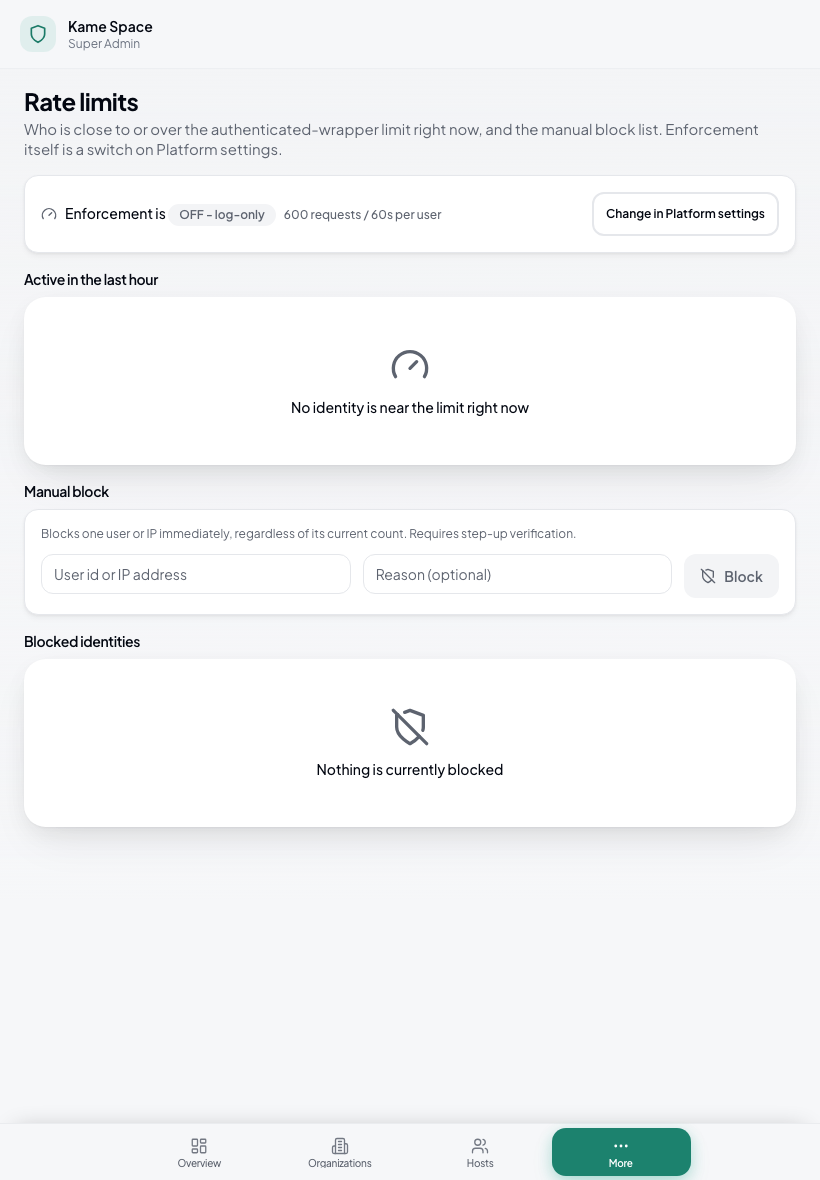 Kame Space
Super Admin
Rate limits
Who is close to or over the authenticated-wrapper limit right now, and the manual block list. Enforcement
itself is a switch on Platform settings.
Enforcement is OFF - log-only 600 requests / 60s per user
Change in Platform settings
Active in the last hour
No identity is near the limit right now
Manual block
Blocks one user or IP immediately, regardless of its current count. Requires step-up verification.
User id or IP address
Reason (optional)
Block
Blocked identities
Nothing is currently blocked
Overview
Organizations
Hosts
More